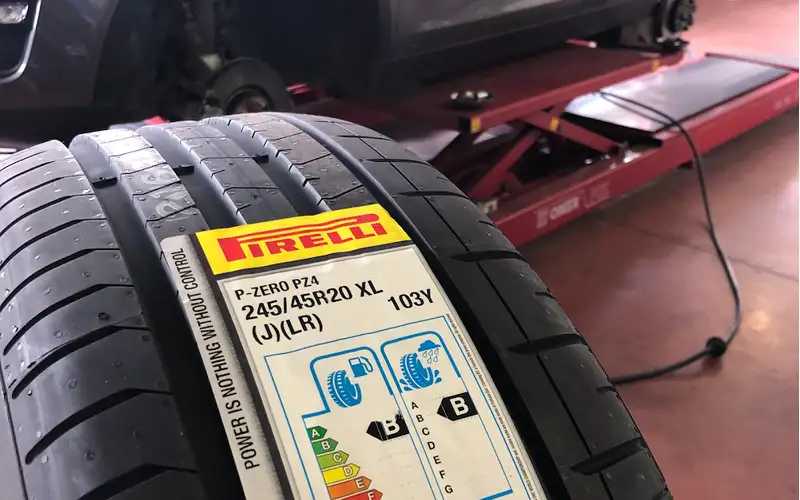 PIRELLI
P-ZERO PZ4
245/45R20 XL
103Y
(J)(LR)
POWER IS NOTHING WITHOUT CONTROL
B
B
A
B
C
D
E
F
A
B
C
D
E
F
G